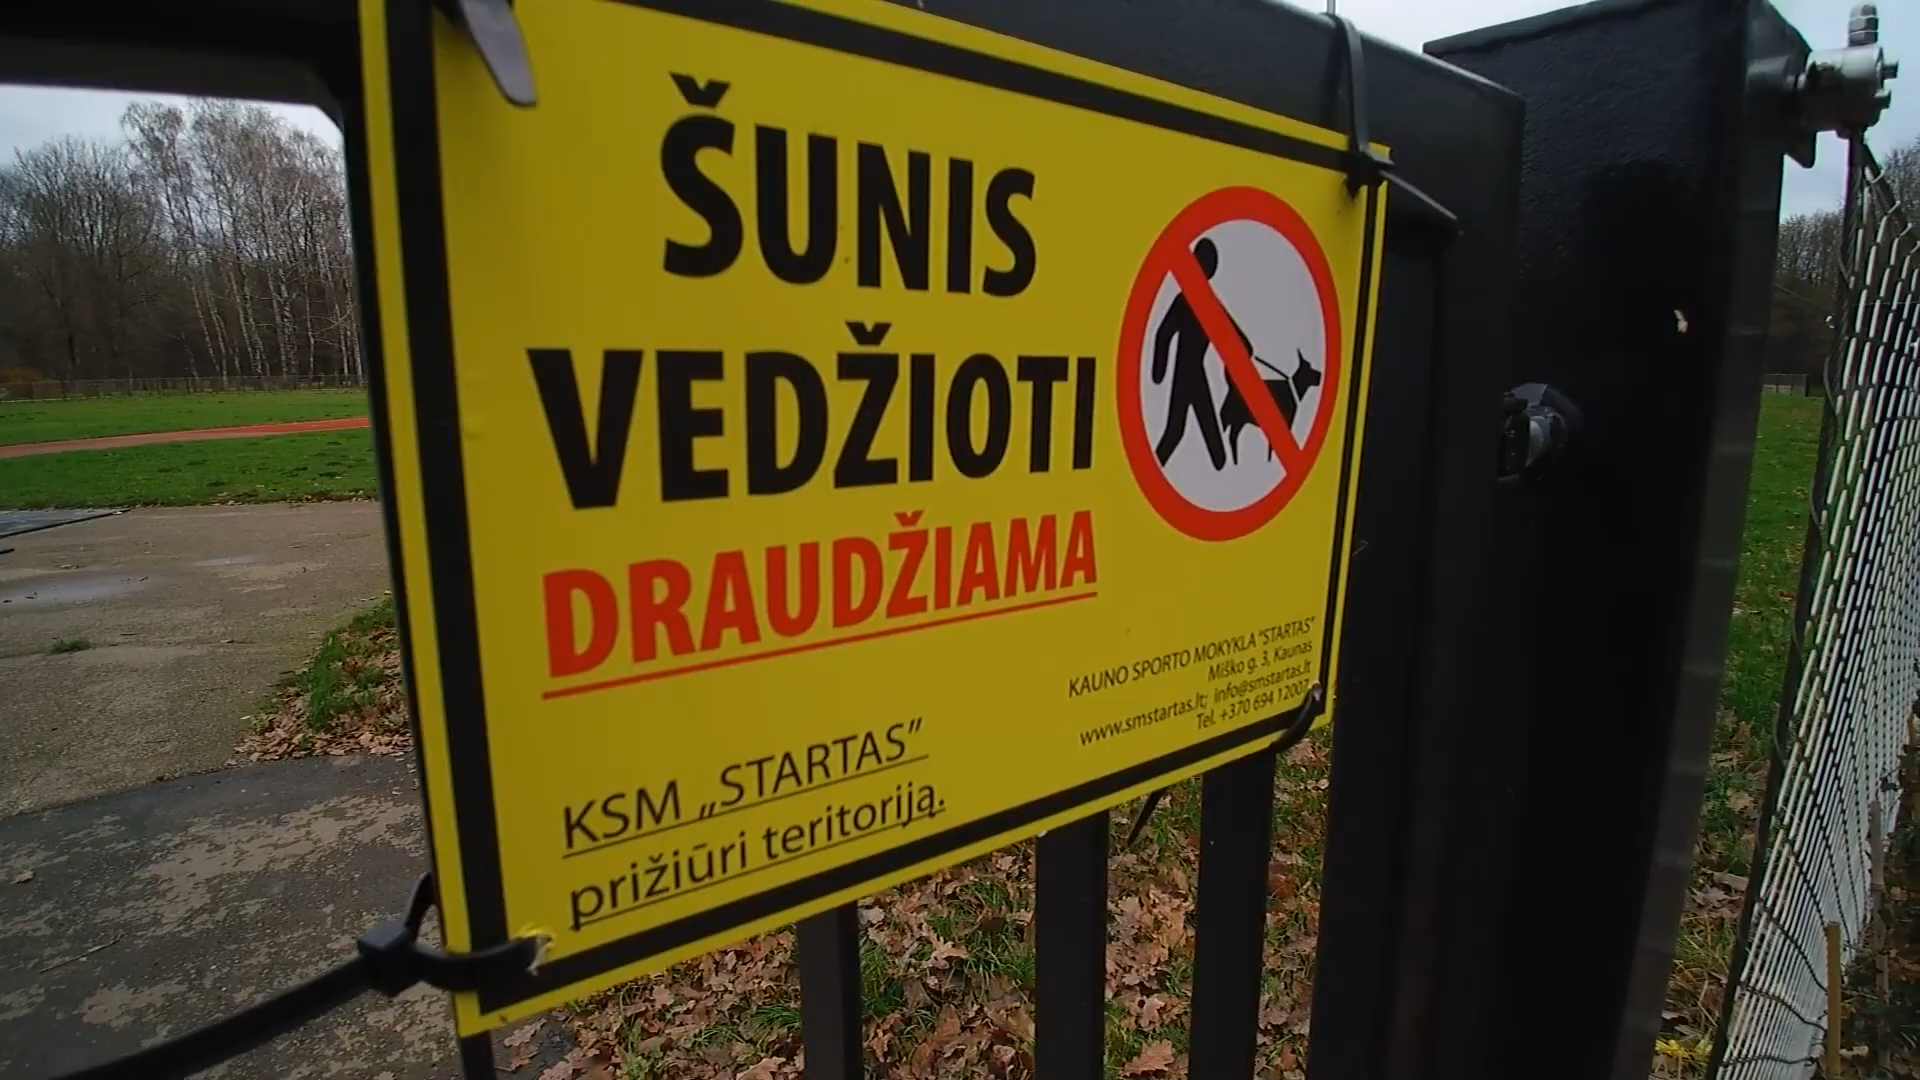 ŠUNIS
VEDŽIOTI
DRAUDŽIAMA
KAUNO SPORTO MOKYKLA "STARTAS"
Miško g. 3, Kaunas
www.smstartas.lt; info@smstartas.lt
Tel. +370 694 12007
KSM „STARTAS”
prižiūri teritoriją.